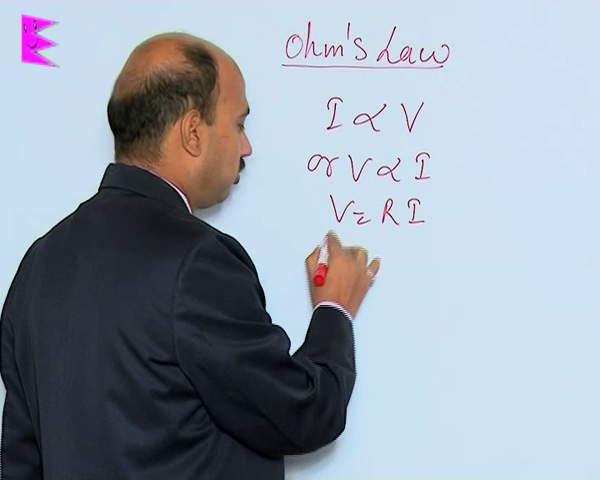 Ohm's Law
I ∝ V
or V ∝ I
V = R I